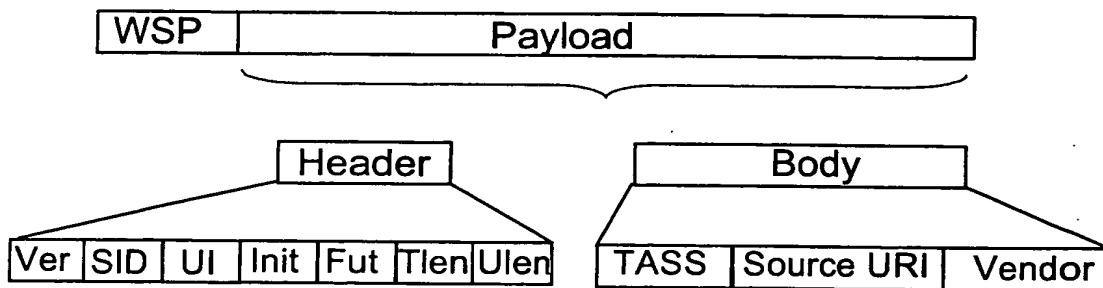 WSP Payload
Header Body
Ver SID UI Init Fut Tlen Ulen TASS Source URI Vendor